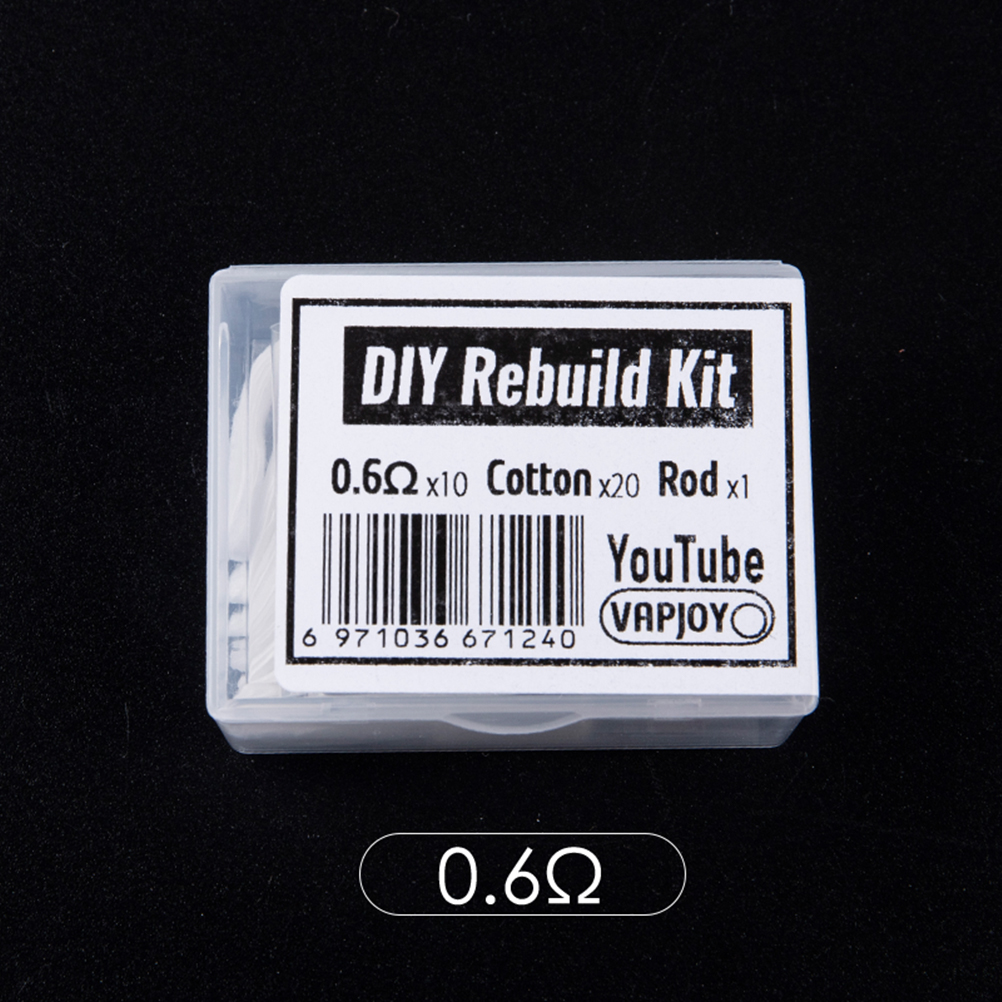 DIY Rebuild Kit
0.6Ω x10 Cotton x20 Rod x1
YouTube
VAPJOY
6 971036 671240
0.6Ω